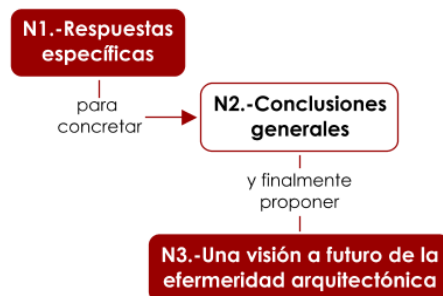 N1.-Respuestas
específicas
para
concretar
N2.-Conclusiones
generales
y finalmente
proponer
N3.-Una visión a futuro de la
efermeridad arquitectónica